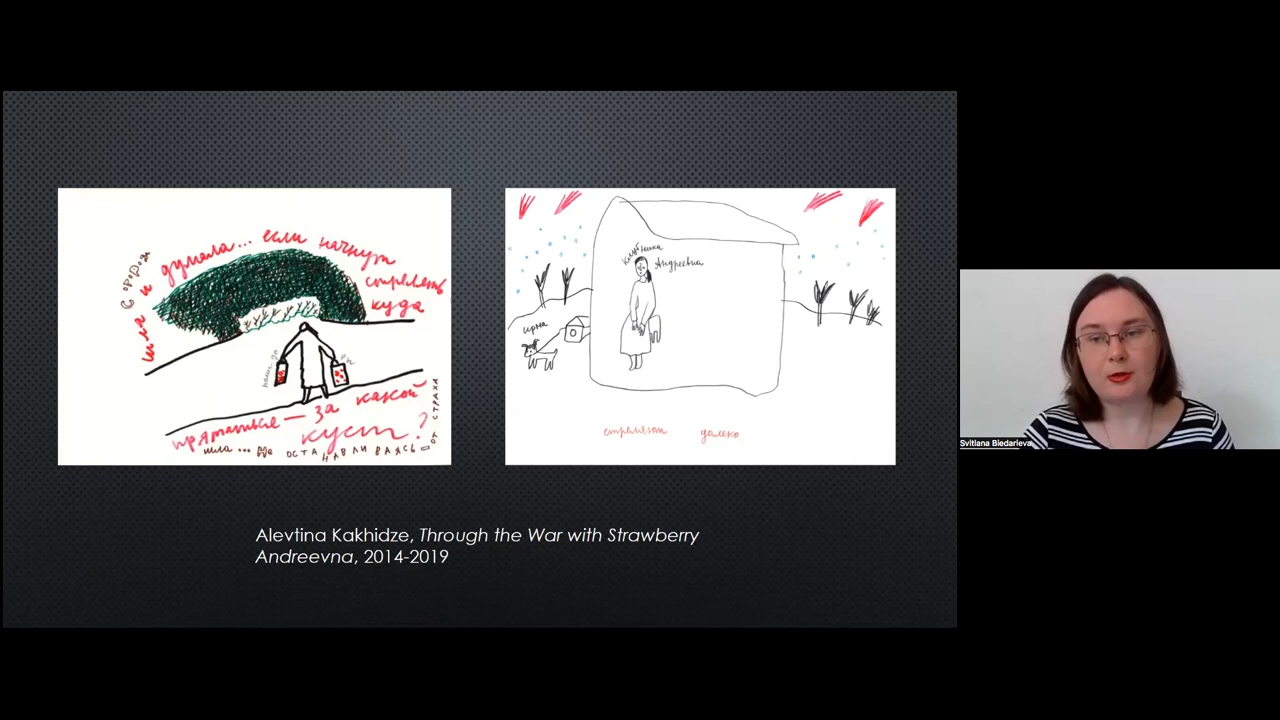 шла и думала... если начнут
стрелять
куда
прятаться — за какой
куст?
шла... не останавливаясь от страха
Клубника
Андреевна
ирна
стреляют далеко
Alevtina Kakhidze, Through the War with Strawberry
Andreevna, 2014-2019
Svitlana Biedarieva